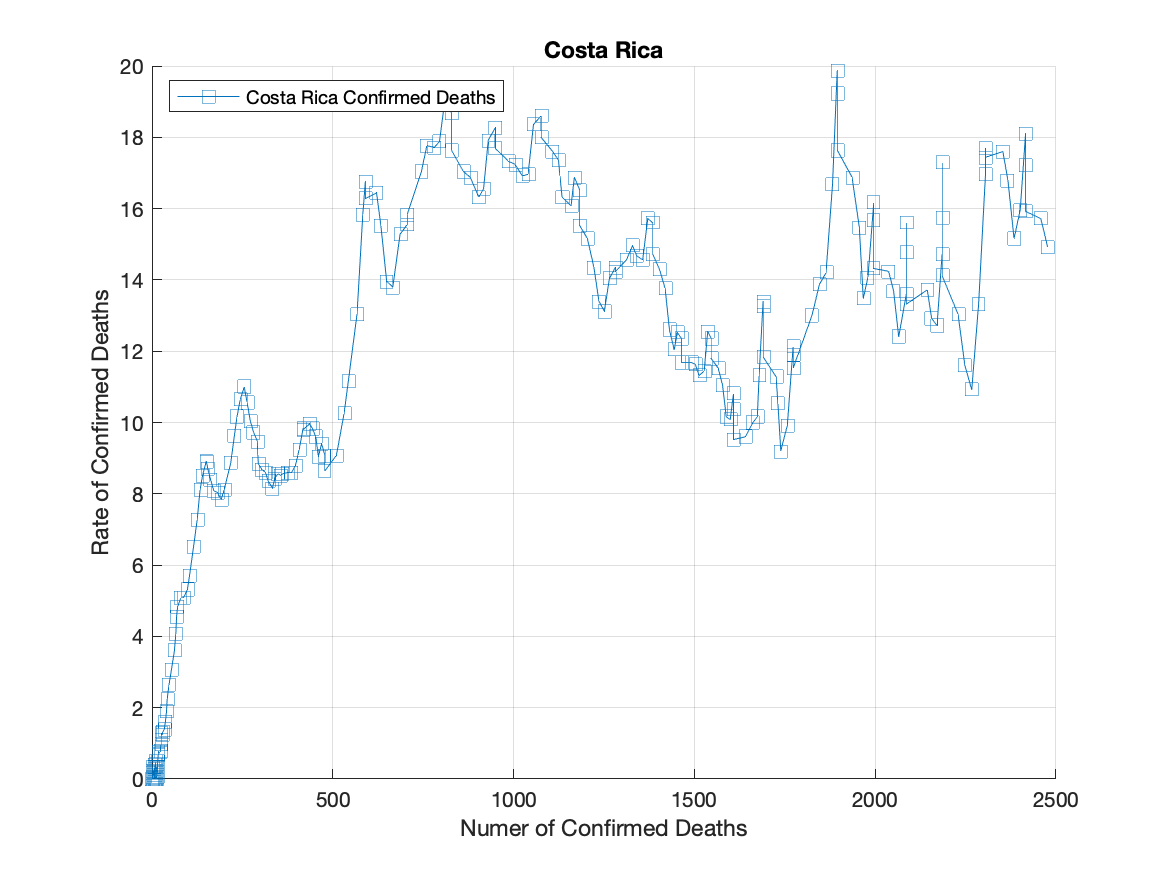 Costa Rica
Costa Rica Confirmed Deaths
Rate of Confirmed Deaths
20
18
16
14
12
10
8
6
4
2
0
0 500 1000 1500 2000 2500
Numer of Confirmed Deaths